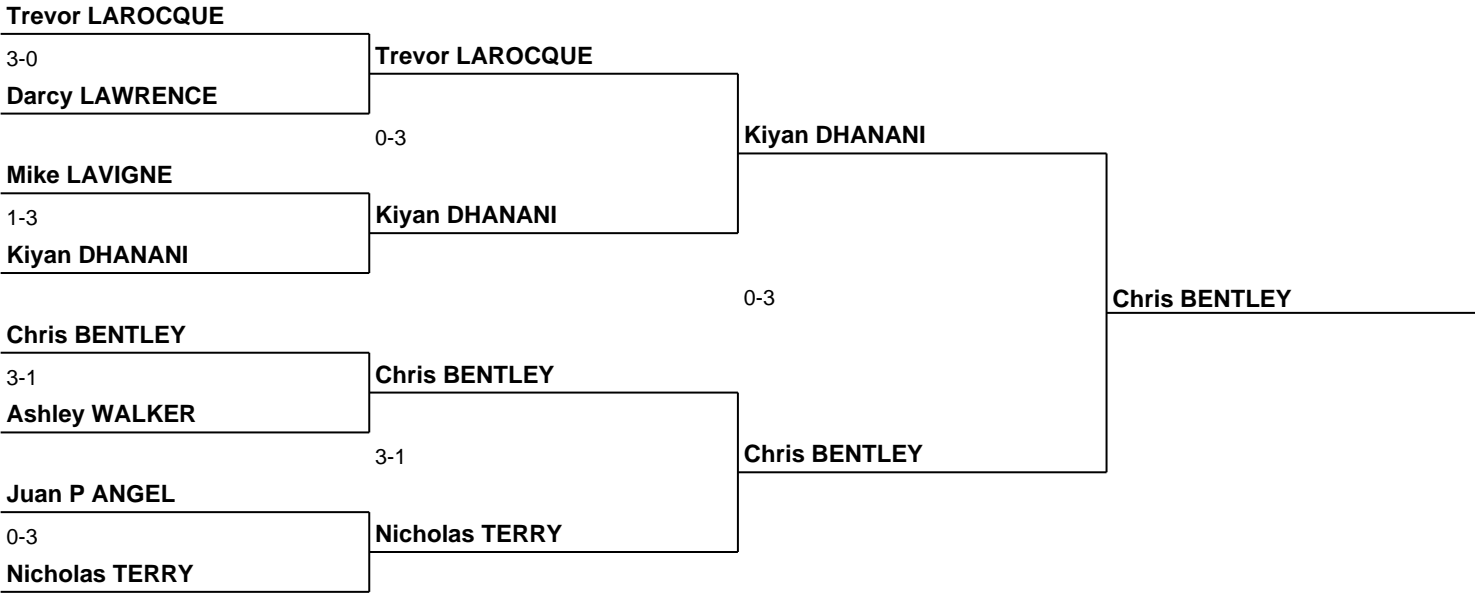 Trevor LAROCQUE
3-0
Trevor LAROCQUE
Darcy LAWRENCE
0-3
Kiyan DHANANI
Mike LAVIGNE
1-3
Kiyan DHANANI
Kiyan DHANANI
0-3
Chris BENTLEY
Chris BENTLEY
3-1
Chris BENTLEY
Ashley WALKER
3-1
Chris BENTLEY
Juan P ANGEL
0-3
Nicholas TERRY
Nicholas TERRY